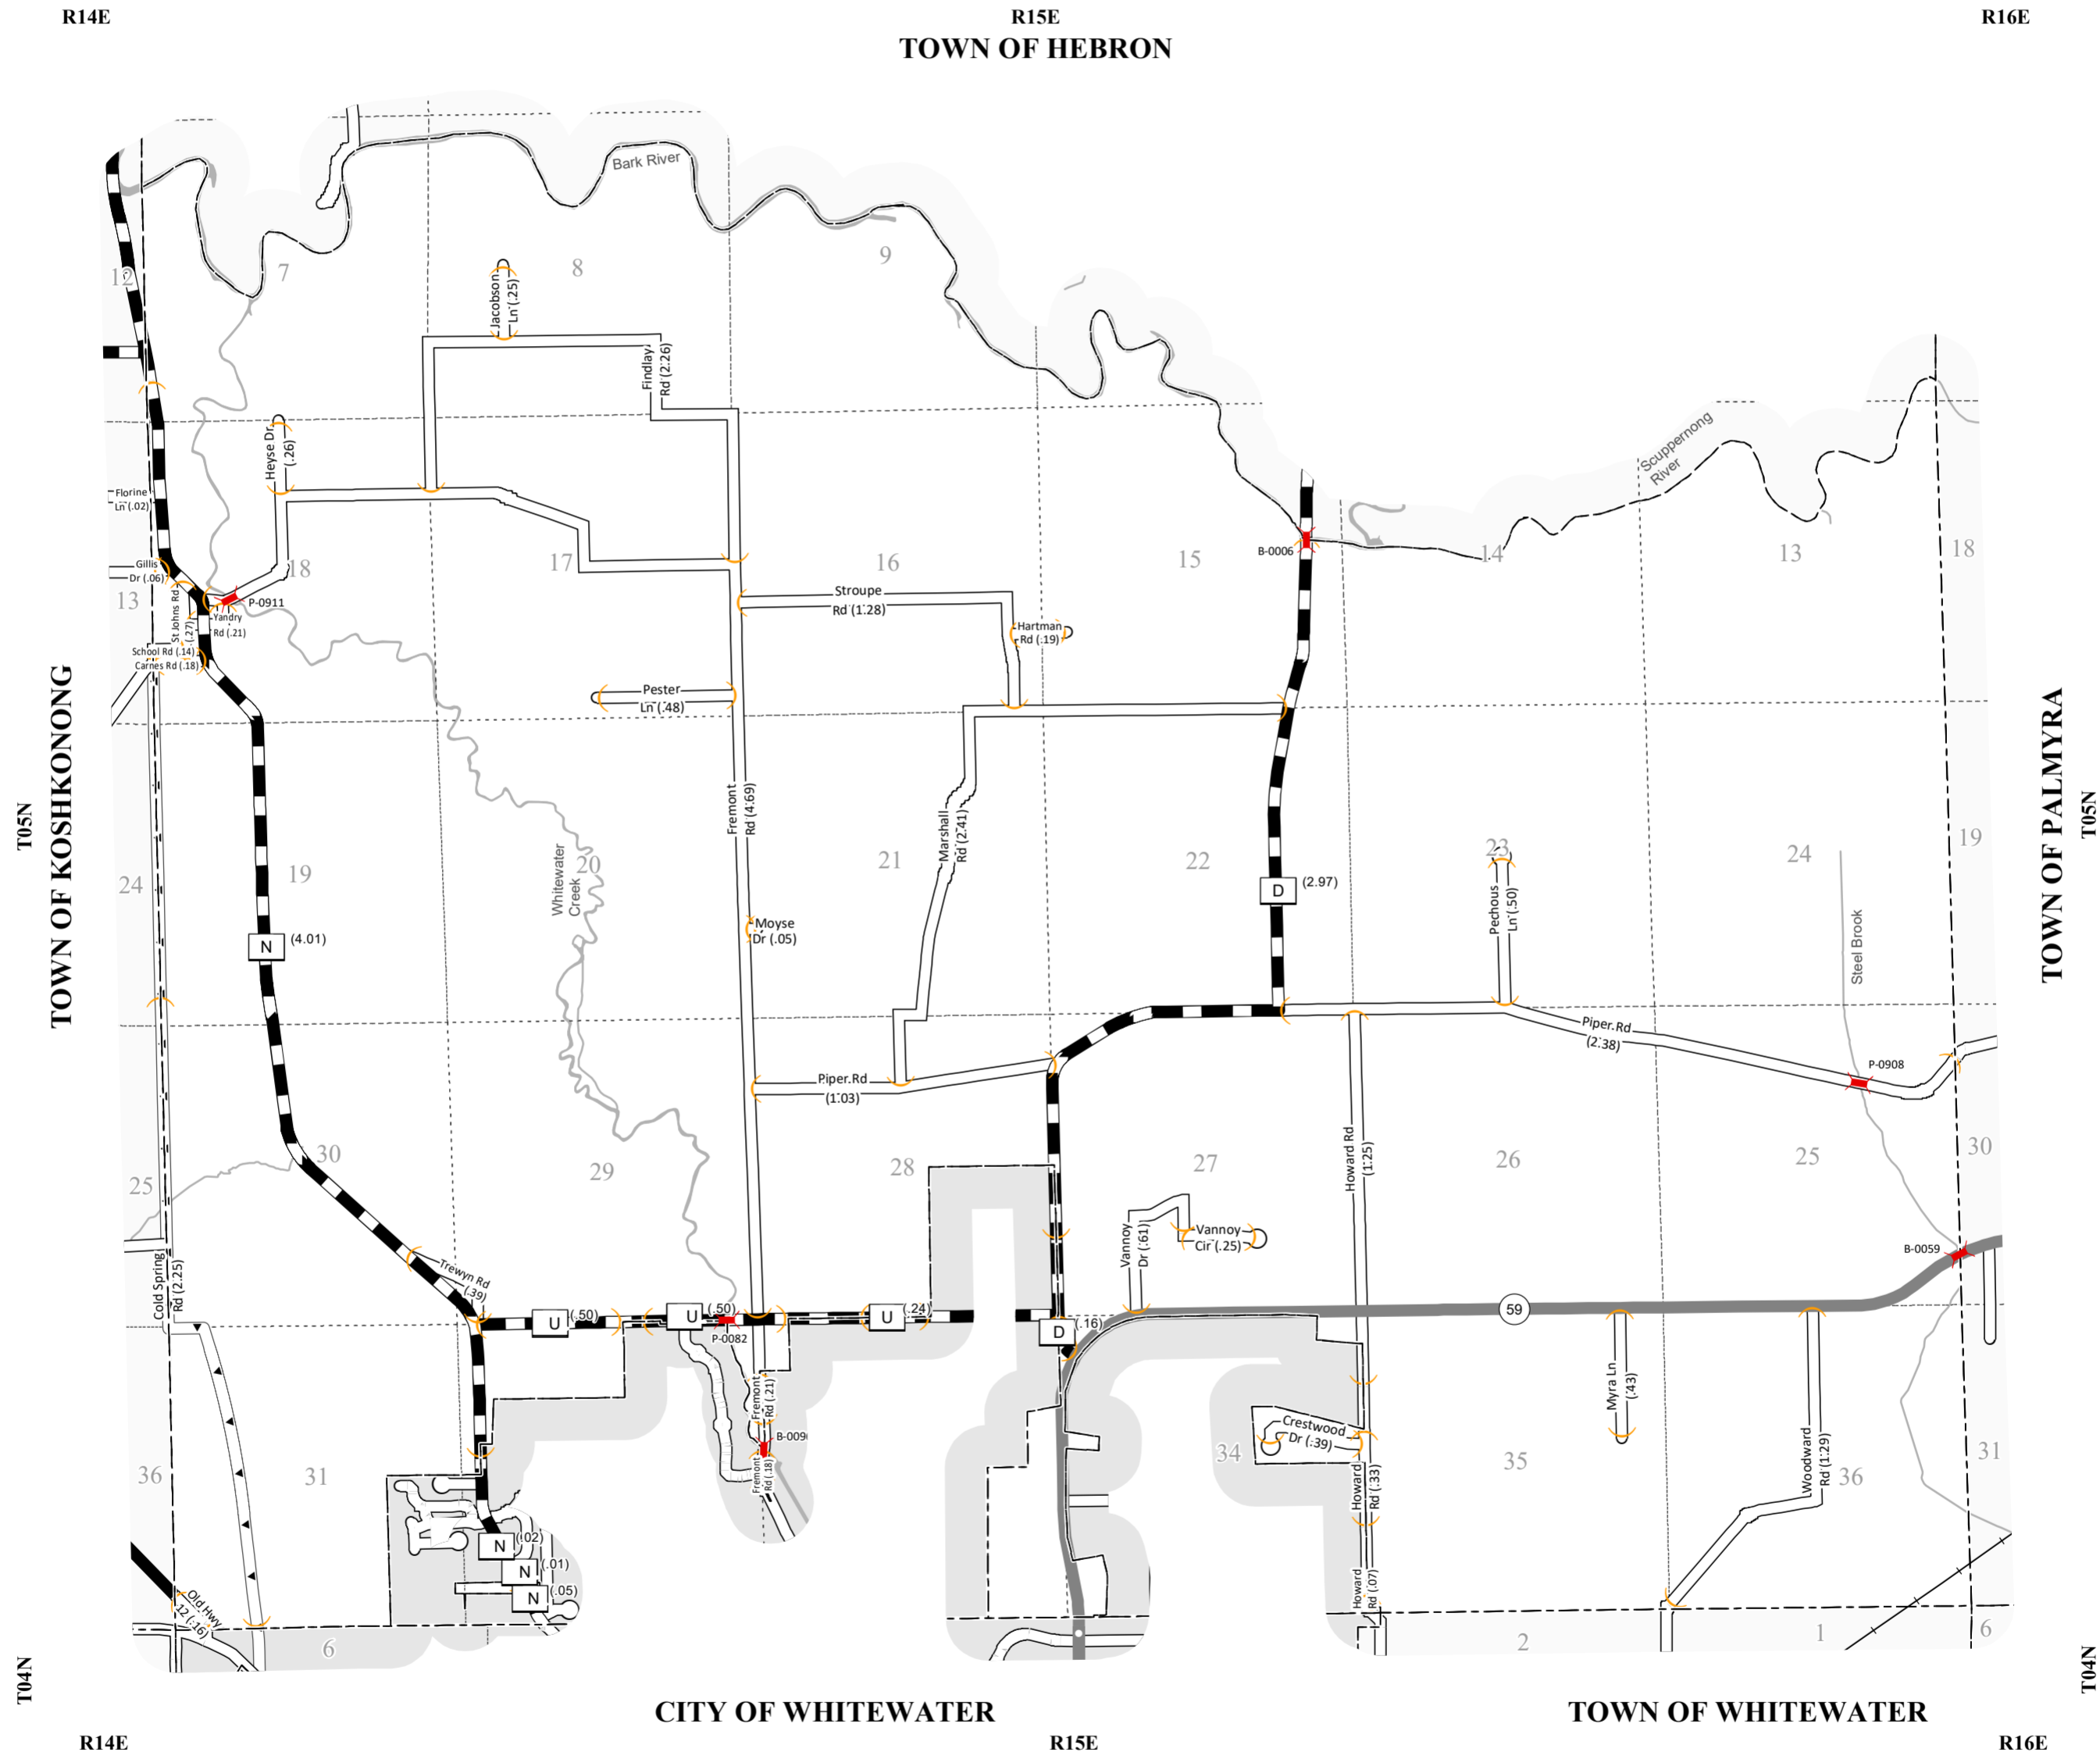 R14E
R15E
R16E
TOWN OF HEBRON
Bark River
12
7
8
9
Jacobson
Ln (.25)
Findlay
Rd (2.26)
Heyse Dr
(.26)
Scuppernong
River
Florine
Ln (.02)
Gillis
Dr (.06)
13
18
17
16
15
B-0006
14
13
18
P-0911
St Johns Rd
(.27)
Yandry
Rd (.21)
School Rd (.14)
Carnes Rd (.18)
Stroupe
Rd (1.28)
Hartman
Rd (.19)
Pester
Ln (.48)
TOWN OF KOSHKONONG
T05N
TOWN OF PALMYRA
T05N
Fremont
Rd (4.69)
Marshall
Rd (2.41)
24
19
20
21
22
23
24
19
Whitewater
Creek
D
(2.97)
Pechous
Ln (.50)
Steel Brook
N
(4.01)
Moyse
Dr (.05)
Piper Rd
(2.38)
P-0908
Piper Rd
(1.03)
Howard Rd
(1.25)
25
30
29
28
27
26
25
30
Vannoy
Dr (.61)
Vannoy
Cir (.25)
B-0059
Cold Spring
Rd (2.25)
Trewyn Rd
(.39)
U
(.50)
U
(.50)
P-0082
U
(.24)
D
(.16)
59
Fremont
Rd (.21)
B-009
Fremont
Rd (.18)
Crestwood
Dr (.39)
Myra Ln
(.43)
Woodward
Rd (1.29)
36
31
34
35
36
31
Howard
Rd (.33)
Howard
Rd (.07)
N
(.02)
N
(.01)
N
(.05)
Old Hwy
12 (.16)
6
2
1
6
T04N
T04N
CITY OF WHITEWATER
TOWN OF WHITEWATER
R14E
R15E
R16E